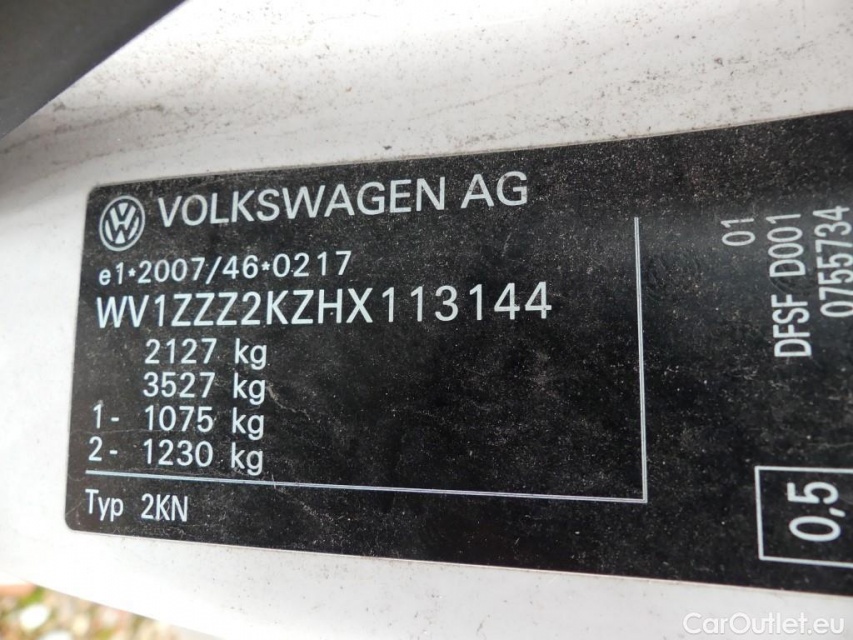 VOLKSWAGEN AG
e1*2007/46*0217
WV1ZZZ2KZHX113144
2127 kg
3527 kg
1- 1075 kg
2- 1230 kg
Typ 2KN
01
DFSF D001
0755734
0,5
CarOutlet.eu